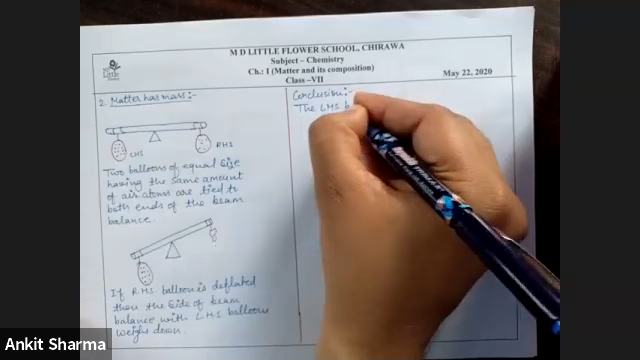 M D LITTLE FLOWER SCHOOL, CHIRAWA
Subject – Chemistry
Ch.: I (Matter and its composition)
Class –VII
May 22, 2020
Little
2. Matter has mass:-
LHS
RHS
Two balloons of equal size
having the same amount
of air atoms are tied to
both ends of the beam
balance.
If R.H.S balloon is deflated
then the side of beam
balance with L.H.S balloons
weighs down.
Conclusion:-
The LHS b
Ankit Sharma